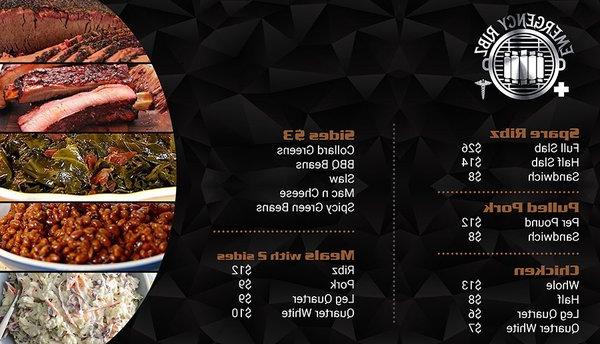 EMERGENCY RIBZ
Spare Ribz
Full Slab $26
Half Slab $14
Sandwich $8
Pulled Pork
Per Pound $12
Sandwich $8
Chicken
Whole $13
Half $8
Leg Quarter $6
Quarter White $7
Sides $3
Collard Greens
BBQ Beans
Slaw
Mac n Cheese
Spicy Green Beans
Meals with 2 sides
Ribz $12
Pork $9
Leg Quarter $9
Quarter White $10